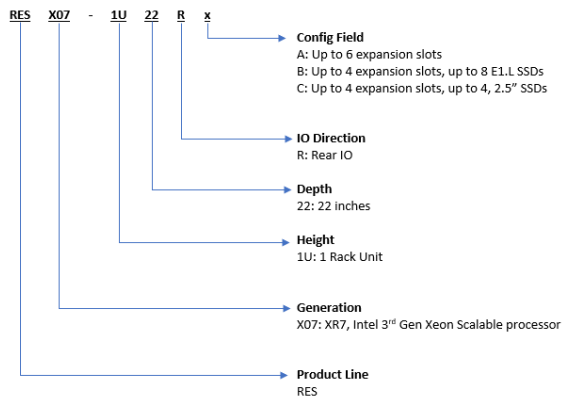 RES X07 - 1U 22 R x
Config Field
A: Up to 6 expansion slots
B: Up to 4 expansion slots, up to 8 E1.L SSDs
C: Up to 4 expansion slots, up to 4, 2.5” SSDs
IO Direction
R: Rear IO
Depth
22: 22 inches
Height
1U: 1 Rack Unit
Generation
X07: XR7, Intel 3rd Gen Xeon Scalable processor
Product Line
RES